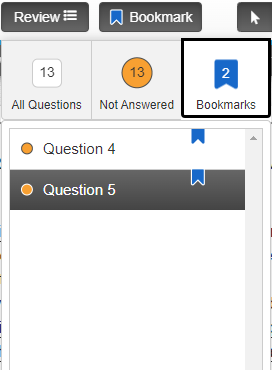 Review Bookmark
13 13 2
All Questions Not Answered Bookmarks
Question 4
Question 5